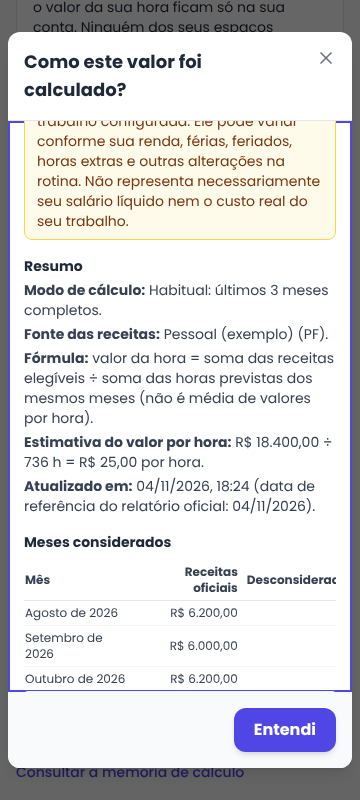 o valor da sua hora ficam só na sua
conta. Ninguém dos seus espaços
Como este valor foi
calculado?
trabalho configurada. Ele pode variar
conforme sua renda, férias, feriados,
horas extras e outras alterações na
rotina. Não representa necessariamente
seu salário líquido nem o custo real do
seu trabalho.
Resumo
Modo de cálculo: Habitual: últimos 3 meses
completos.
Fonte das receitas: Pessoal (exemplo) (PF).
Fórmula: valor da hora = soma das receitas
elegíveis ÷ soma das horas previstas dos
mesmos meses (não é média de valores
por hora).
Estimativa do valor por hora: R$ 18.400,00 ÷
736 h = R$ 25,00 por hora.
Atualizado em: 04/11/2026, 18:24 (data de
referência do relatório oficial: 04/11/2026).
Meses considerados
Mês Receitas oficiais
Agosto de 2026 R$ 6.200,00
Setembro de 2026 R$ 6.000,00
Outubro de 2026 R$ 6.200,00
Entendi
Consultar a memória de cálculo